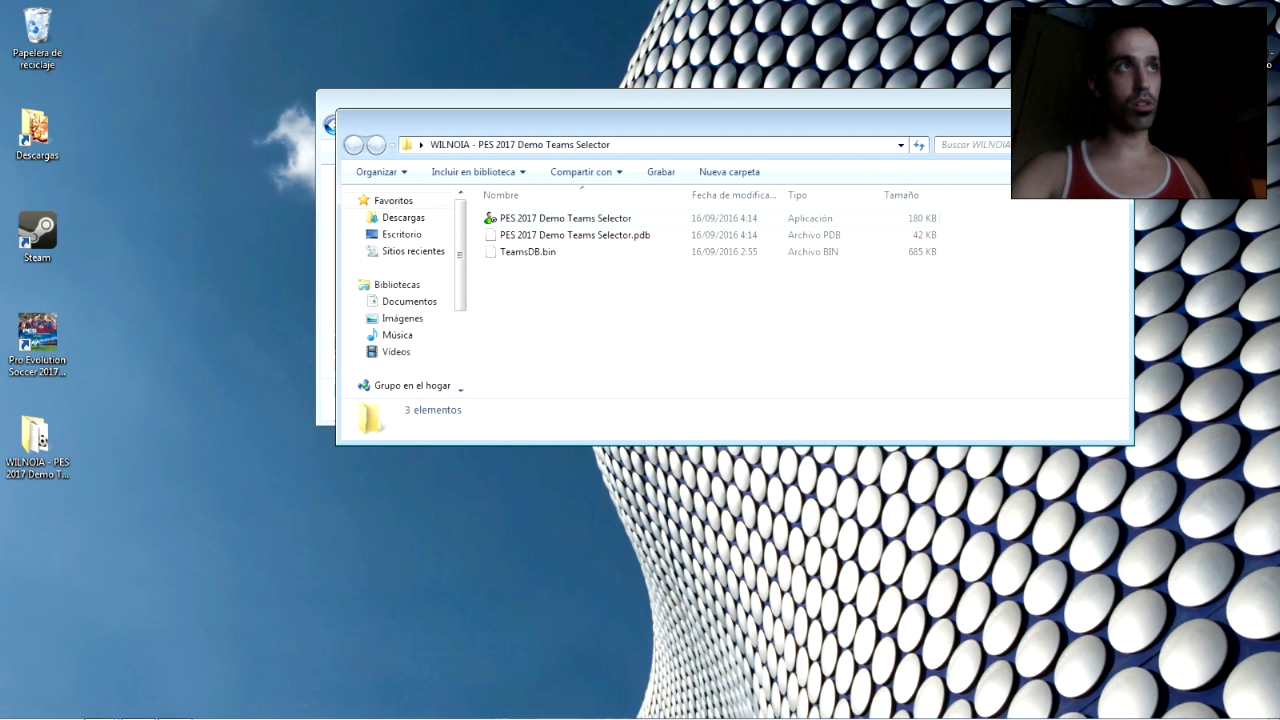 Papelera de
reciclaje
Descargas
Steam
Pro Evolution
Soccer 2017...
WILNOIA - PES
2017 Demo T...
WILNOIA - PES 2017 Demo Teams Selector
Buscar WILNOIA
Organizar
Incluir en biblioteca
Compartir con
Grabar
Nueva carpeta
Favoritos
Descargas
Escritorio
Sitios recientes
Bibliotecas
Documentos
Imágenes
Música
Vídeos
Grupo en el hogar
Nombre Fecha de modifica... Tipo Tamaño
PES 2017 Demo Teams Selector 16/09/2016 4:14 Aplicación 180 KB
PES 2017 Demo Teams Selector.pdb 16/09/2016 4:14 Archivo PDB 42 KB
TeamsDB.bin 16/09/2016 2:55 Archivo BIN 685 KB
3 elementos